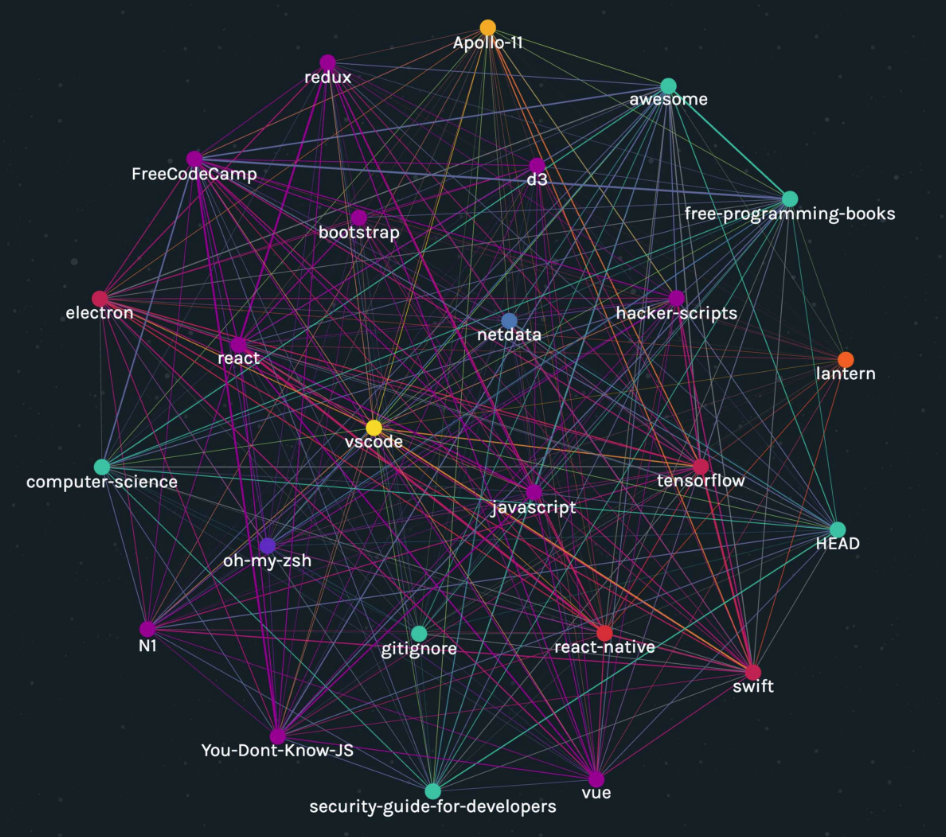 Apollo-11
redux
awesome
FreeCodeCamp
d3
free-programming-books
bootstrap
electron
hacker-scripts
netdata
react
lantern
vscode
computer-science
tensorflow
javascript
HEAD
oh-my-zsh
N1
gitignore
react-native
swift
You-Dont-Know-JS
vue
security-guide-for-developers